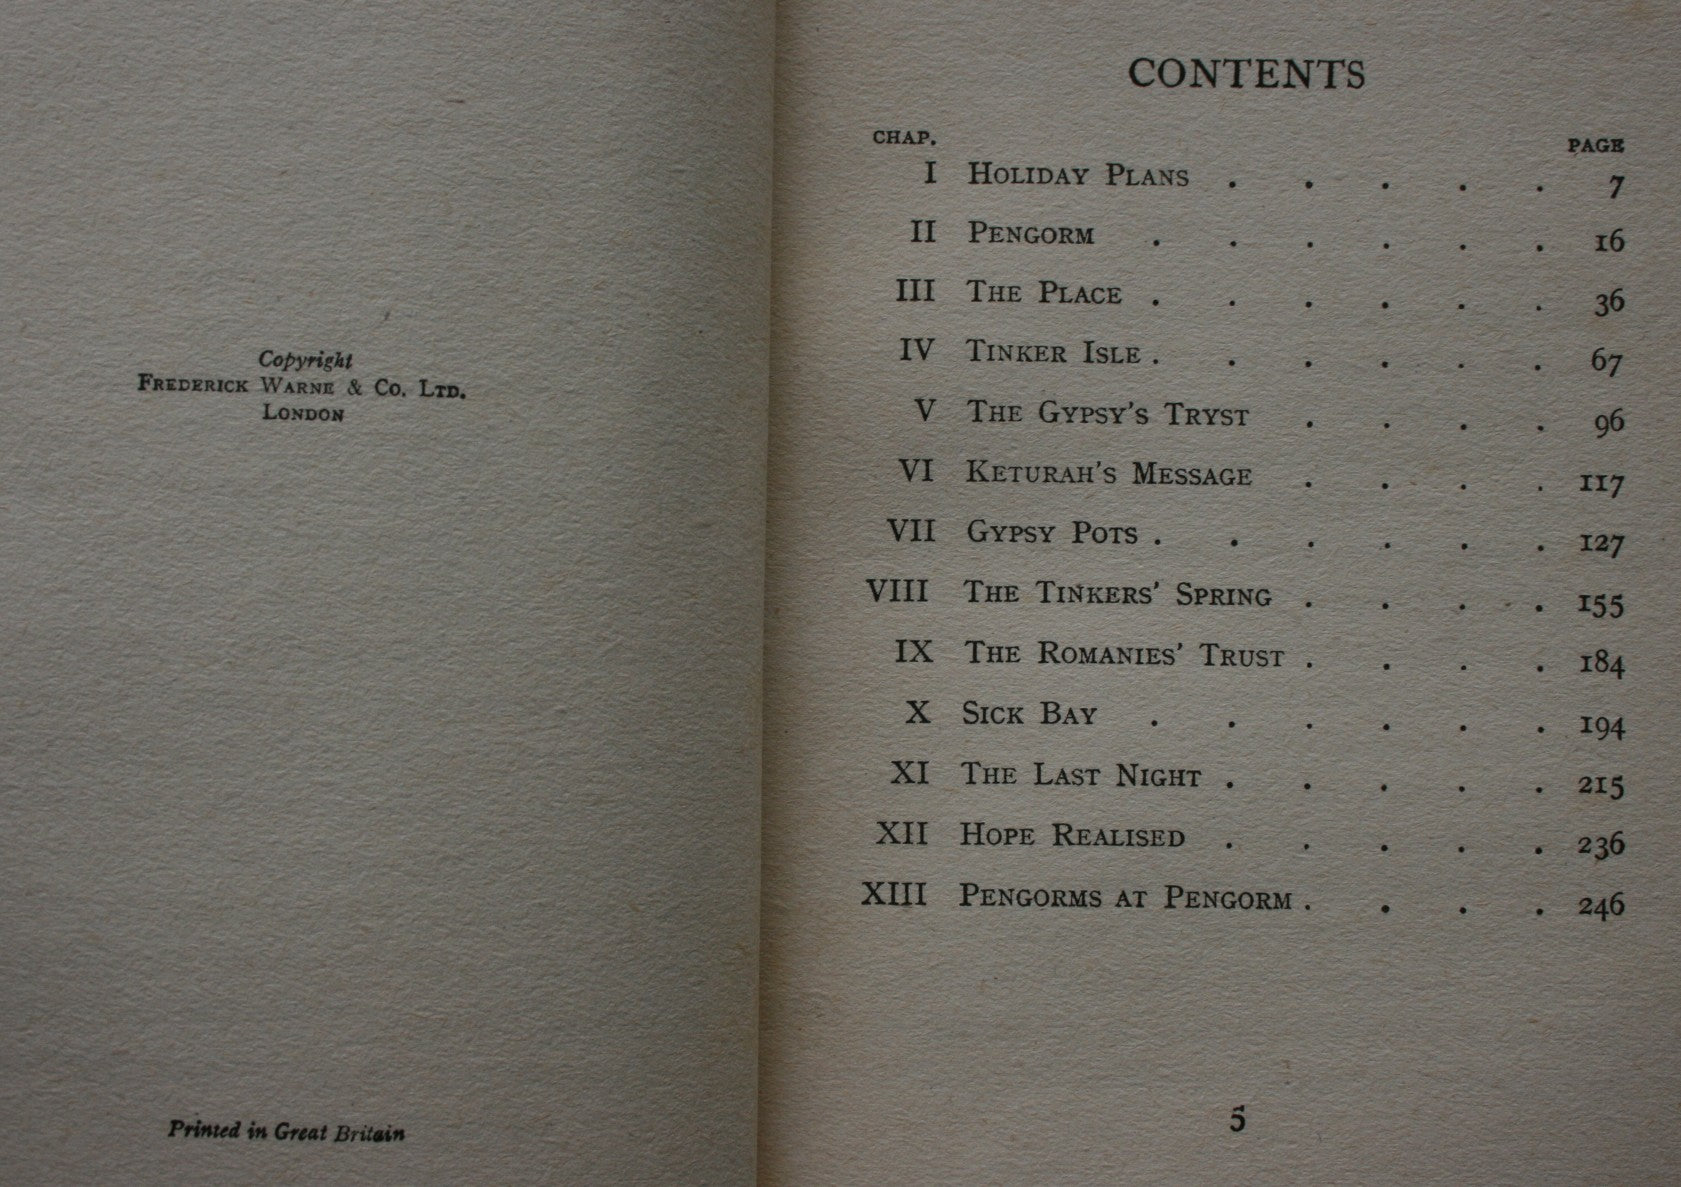 Copyright
Frederick Warne & Co. Ltd.
London
Printed in Great Britain
CONTENTS
CHAP. PAGE
I Holiday Plans . . . . . 7
II Pengorm . . . . . . 16
III The Place . . . . . . 36
IV Tinker Isle . . . . . . 67
V The Gypsy's Tryst . . . . 96
VI Keturah's Message . . . . 117
VII Gypsy Pots . . . . . . 127
VIII The Tinkers' Spring . . . . 155
IX The Romanies' Trust . . . . 184
X Sick Bay . . . . . . 194
XI The Last Night . . . . . 215
XII Hope Realised . . . . . 236
XIII Pengorms at Pengorm . . . . 246
5